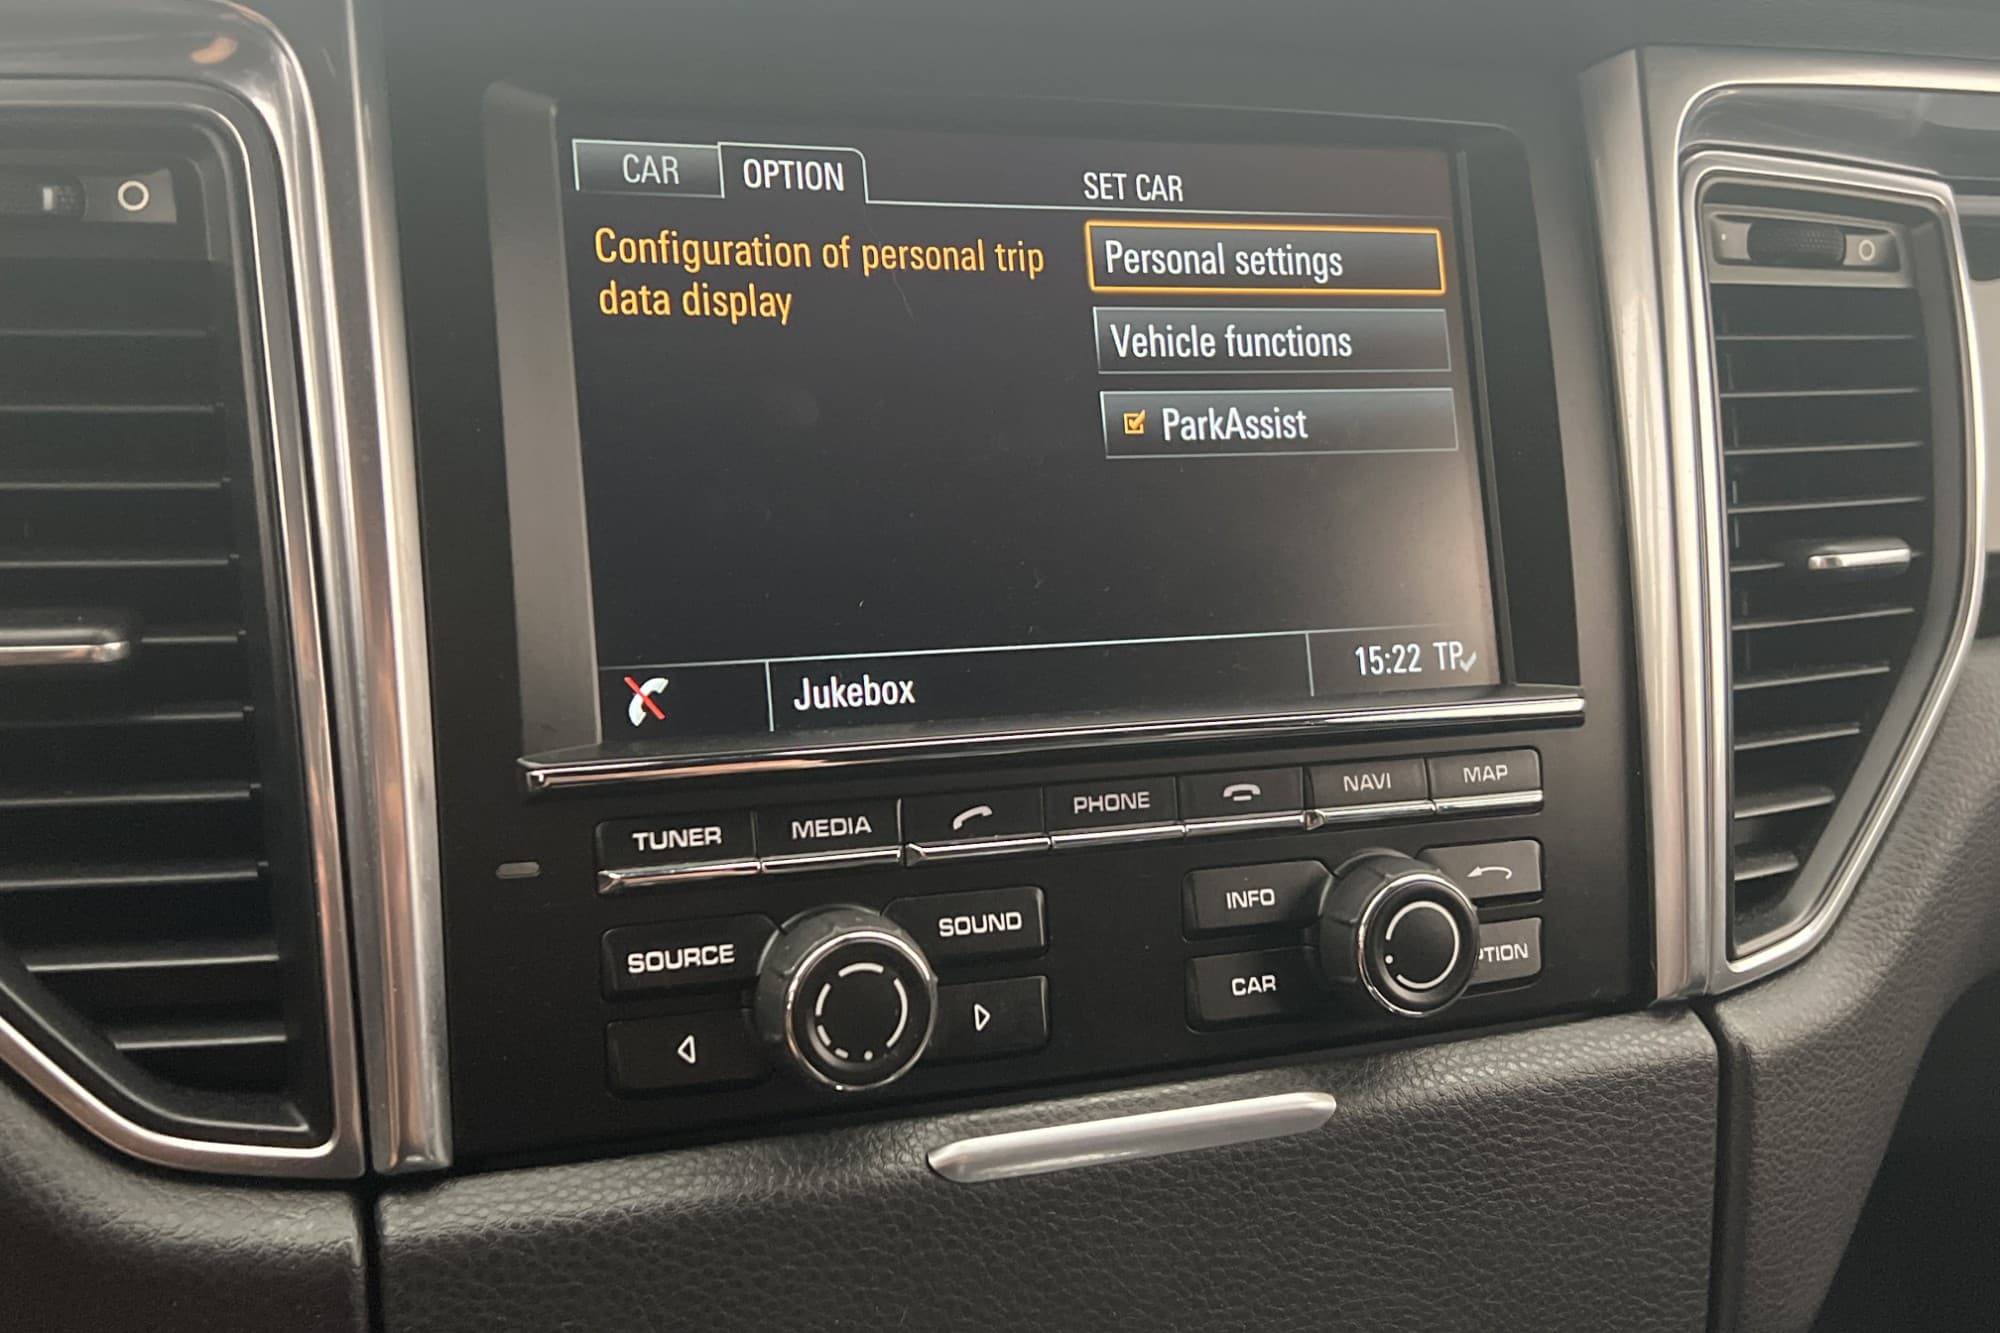 CAR OPTION
SET CAR
Configuration of personal trip
data display
Personal settings
Vehicle functions
ParkAssist
Jukebox
15:22 TP
TUNER MEDIA PHONE NAVI MAP
SOURCE SOUND INFO
CAR